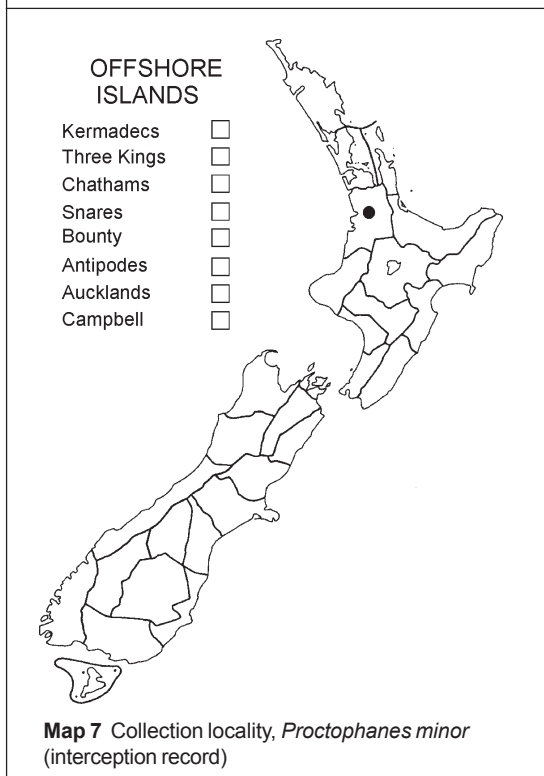 OFFSHORE
ISLANDS
Kermadecs
Three Kings
Chathams
Snares
Bounty
Antipodes
Aucklands
Campbell
Map 7 Collection locality, Proctophanes minor
(interception record)